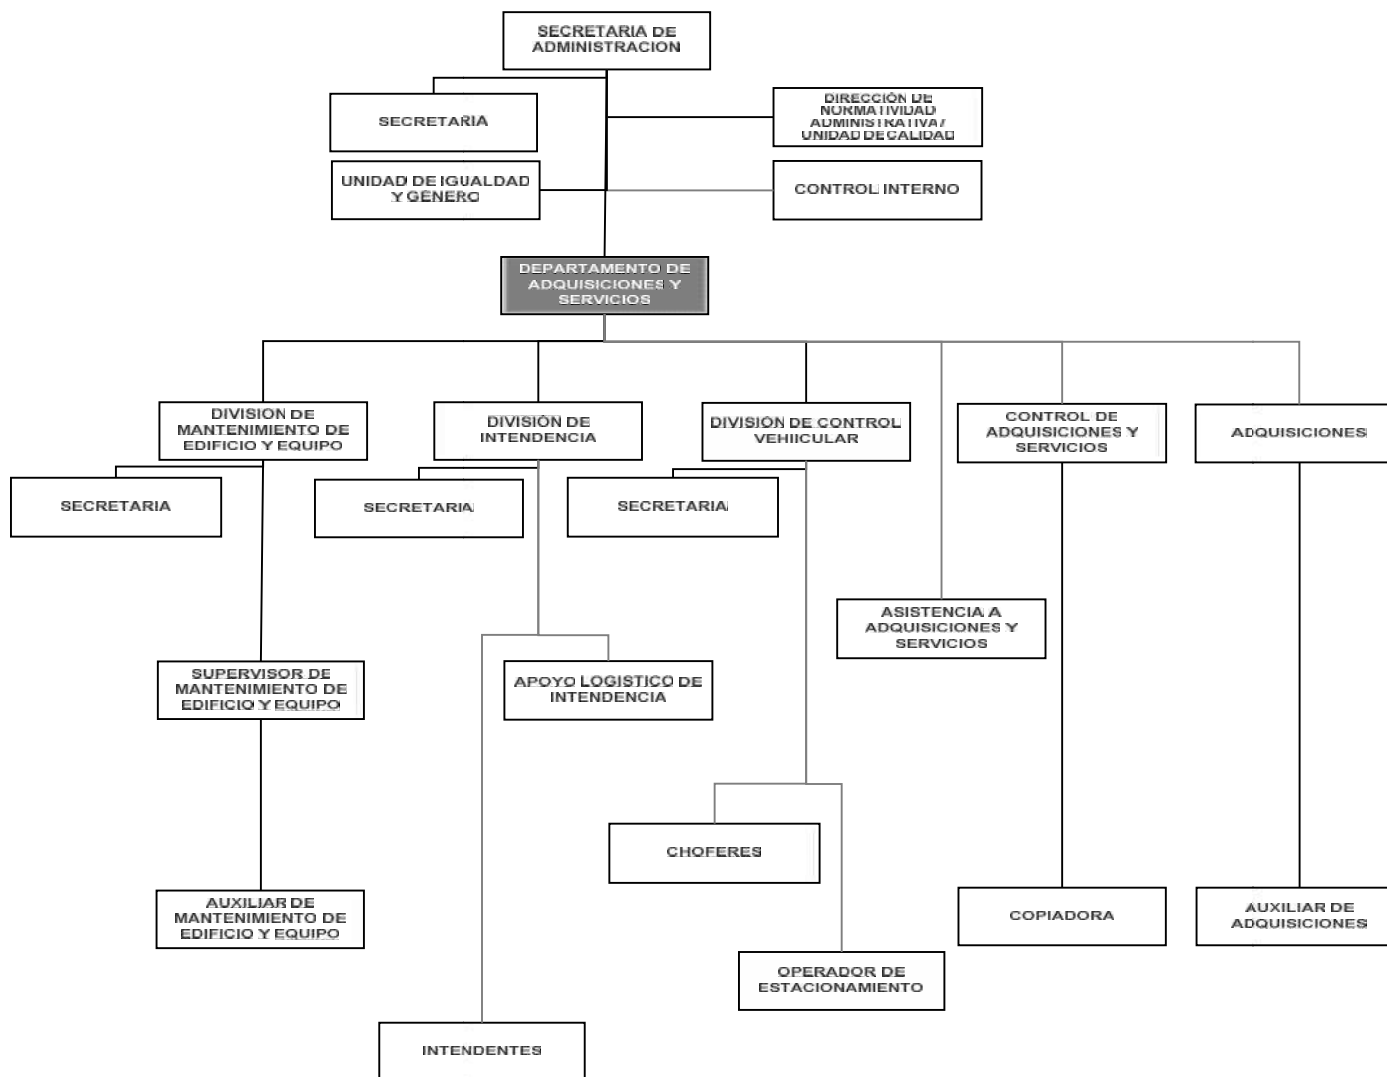 SECRETARIA DE
ADMINISTRACION
SECRETARIA
DIRECCIÓN DE
NORMATIVIDAD
ADMINISTRATIVA /
UNIDAD DE CALIDAD
UNIDAD DE IGUALDAD
Y GÉNERO
CONTROL INTERNO
DEPARTAMENTO DE
ADQUISICIONES Y
SERVICIOS
DIVISION DE
MANTENIMIENTO DE
EDIFICIO Y EQUIPO
DIVISIÓN DE
INTENDENCIA
DIVISIÓN DE CONTROL
VEHICULAR
CONTROL DE
ADQUISICIONES Y
SERVICIOS
ADQUISICIONES
SECRETARIA
SECRETARIA
SECRETARIA
ASISTENCIA A
ADQUISICIONES Y
SERVICIOS
SUPERVISOR DE
MANTENIMIENTO DE
EDIFICIO Y EQUIPO
APOYO LOGISTICO DE
INTENDENCIA
CHOFERES
AUXILIAR DE
MANTENIMIENTO DE
EDIFICIO Y EQUIPO
COPIADORA
AUXILIAR DE
ADQUISICIONES
OPERADOR DE
ESTACIONAMIENTO
INTENDENTES